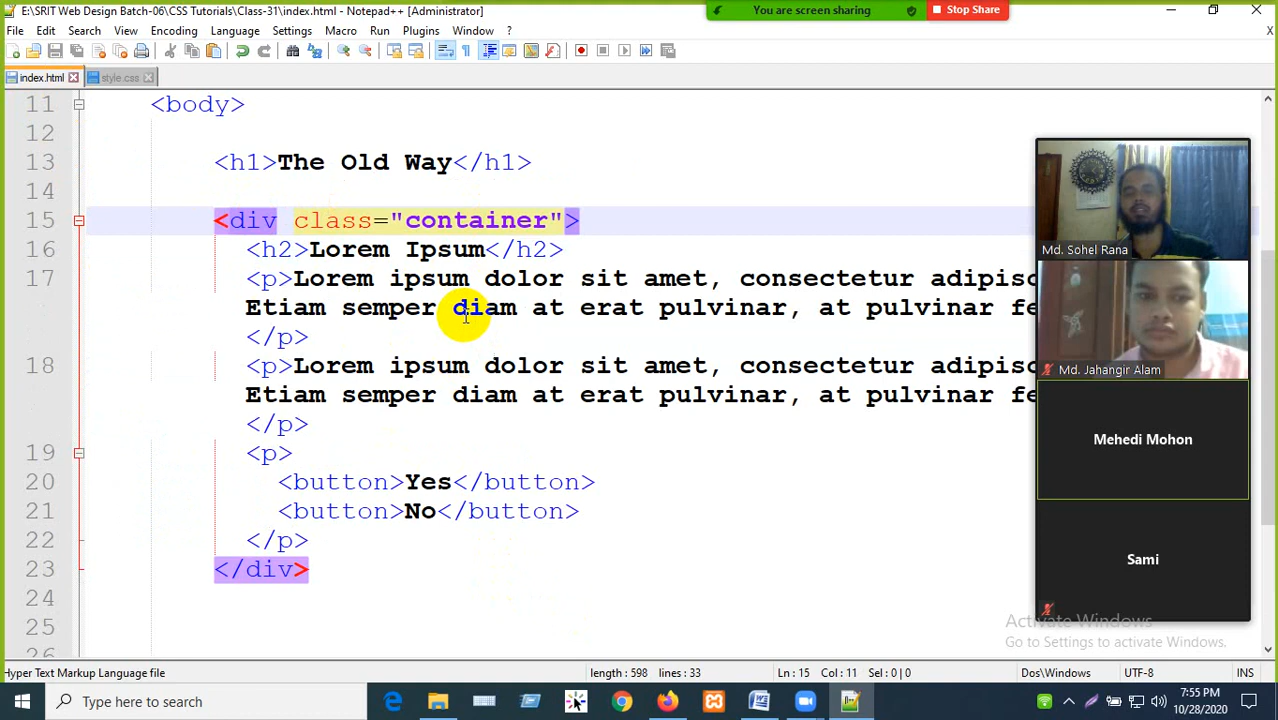 E:\SRIT Web Design Batch-06\CSS Tutorials\Class-31\index.html - Notepad++ [Administrator]
You are screen sharing
Stop Share
File Edit Search View Encoding Language Settings Macro Run Plugins Window ? X
index.html style.css
11 <body>
12
13 <h1>The Old Way</h1>
14
15 <div class="container">
16 <h2>Lorem Ipsum</h2>
17 <p>Lorem ipsum dolor sit amet, consectetur adipisc
Etiam semper diam at erat pulvinar, at pulvinar fe
</p>
18 <p>Lorem ipsum dolor sit amet, consectetur adipisc
Etiam semper diam at erat pulvinar, at pulvinar fe
</p>
19 <p>
20 <button>Yes</button>
21 <button>No</button>
22 </p>
23 </div>
24
25
26
Md. Sohel Rana
Md. Jahangir Alam
Mehedi Mohon
Sami
Activate Windows
Go to Settings to activate Windows.
Hyper Text Markup Language file length : 598 lines : 33 Ln : 15 Col : 11 Sel : 0 | 0 Dos\Windows UTF-8 INS
Type here to search
7:55 PM
10/28/2020